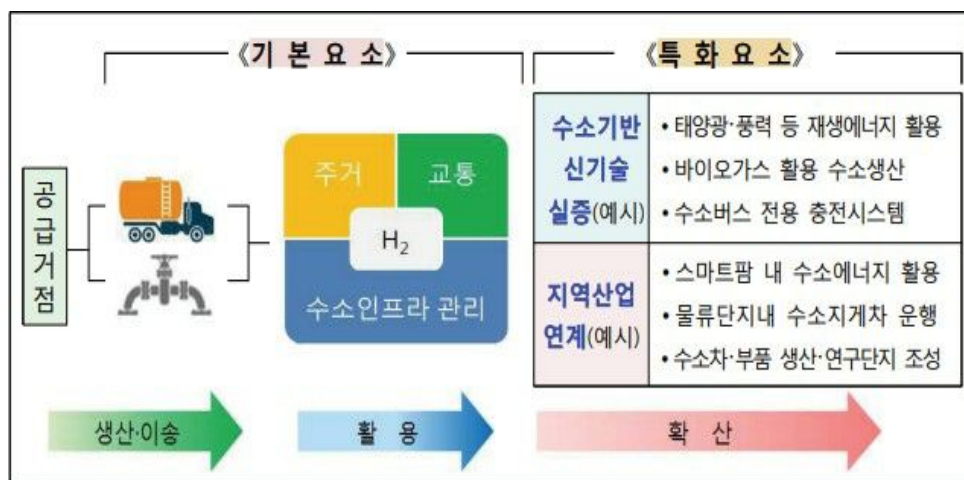 《기 본 요 소》
공급거점
주거
교통
H2
수소인프라 관리
《특 화 요 소》
수소기반
신기술
실증(예시)
• 태양광·풍력 등 재생에너지 활용
• 바이오가스 활용 수소생산
• 수소버스 전용 충전시스템
지역산업
연계(예시)
• 스마트팜 내 수소에너지 활용
• 물류단지내 수소지게차 운행
• 수소차·부품 생산·연구단지 조성
생산·이송
활 용
확 산